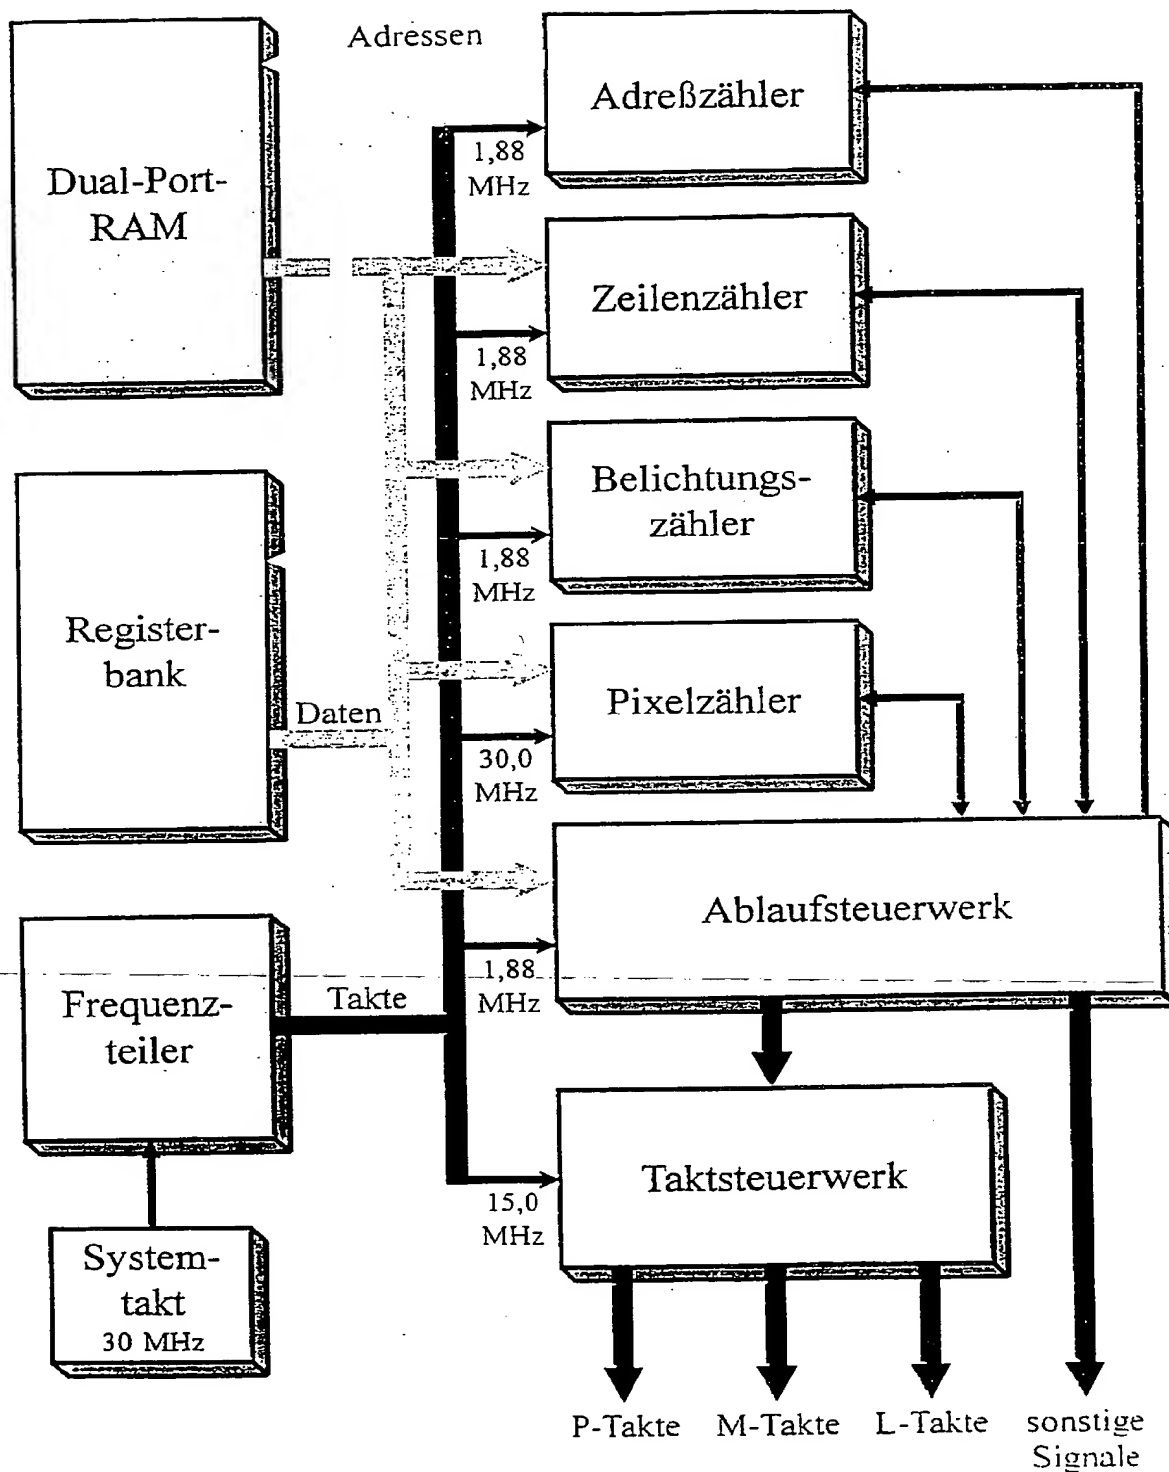 Adressen
Dual-Port-
RAM
Adreßzähler
1,88
MHz
Zeilenzähler
1,88
MHz
Belichtungs-
zähler
1,88
MHz
Register-
bank
Daten
Pixelzähler
30,0
MHz
Ablaufsteuerwerk
1,88
MHz
Frequenz-
teiler
Takte
Taktsteuerwerk
15,0
MHz
System-
takt
30 MHz
P-Takte
M-Takte
L-Takte
sonstige
Signale